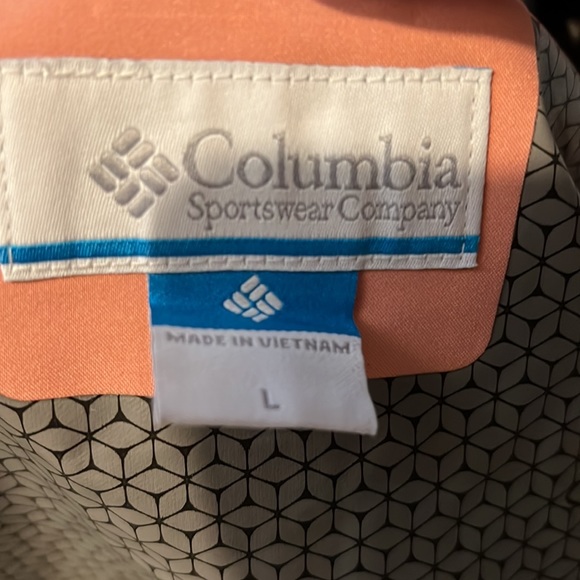 Columbia
Sportswear Company
MADE IN VIETNAM
L